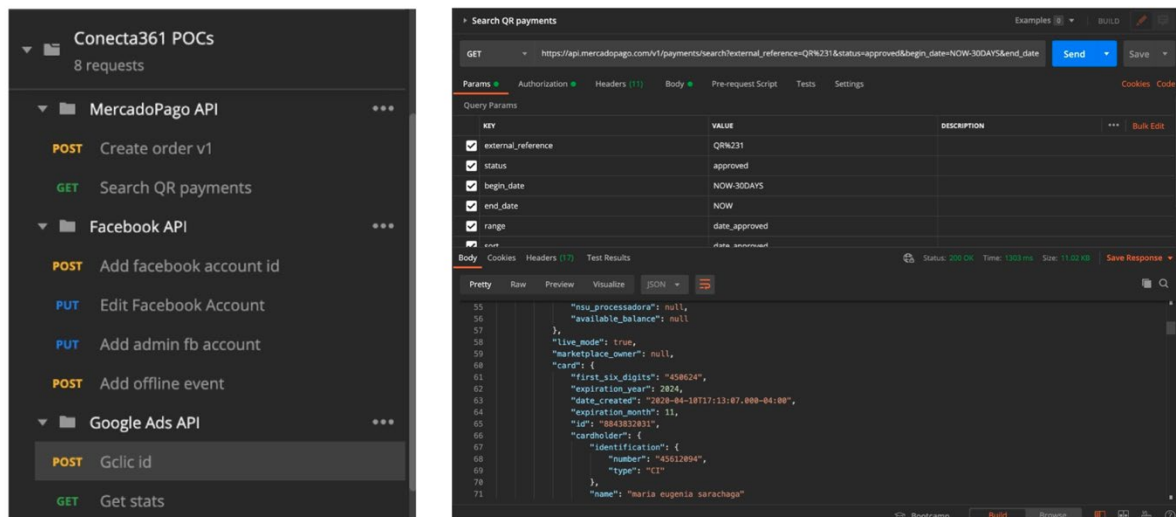 Conecta361 POCs
8 requests
MercadoPago API
POST Create order v1
GET Search QR payments
Facebook API
POST Add facebook account id
PUT Edit Facebook Account
PUT Add admin fb account
POST Add offline event
Google Ads API
POST Gclic id
GET Get stats
Search QR payments Examples 0 BUILD
GET https://api.mercadopago.com/v1/payments/search?external_reference=QR%231&status=approved&begin_date=NOW-30DAYS&end_date Send Save
Params Authorization Headers (11) Body Pre-request Script Tests Settings Cookies Code
Query Params
KEY VALUE DESCRIPTION Bulk Edit
external_reference QR%231
status approved
begin_date NOW-30DAYS
end_date NOW
range date_approved
sort date_approved
Body Cookies Headers (17) Test Results Status: 200 OK Time: 1303 ms Size: 11.02 KB Save Response
Pretty Raw Preview Visualize JSON
55 "nsu_processadora": null,
56 "available_balance": null
57 },
58 "live_mode": true,
59 "marketplace_owner": null,
60 "card": {
61 "first_six_digits": "450624",
62 "expiration_year": 2024,
63 "date_created": "2020-04-10T17:13:07.000-04:00",
64 "expiration_month": 11,
65 "id": "8843832031",
66 "cardholder": {
67 "identification": {
68 "number": "45612094",
69 "type": "CI"
70 },
71 "name": "maria eugenia sarachaga"
Bootcamp Build Browse